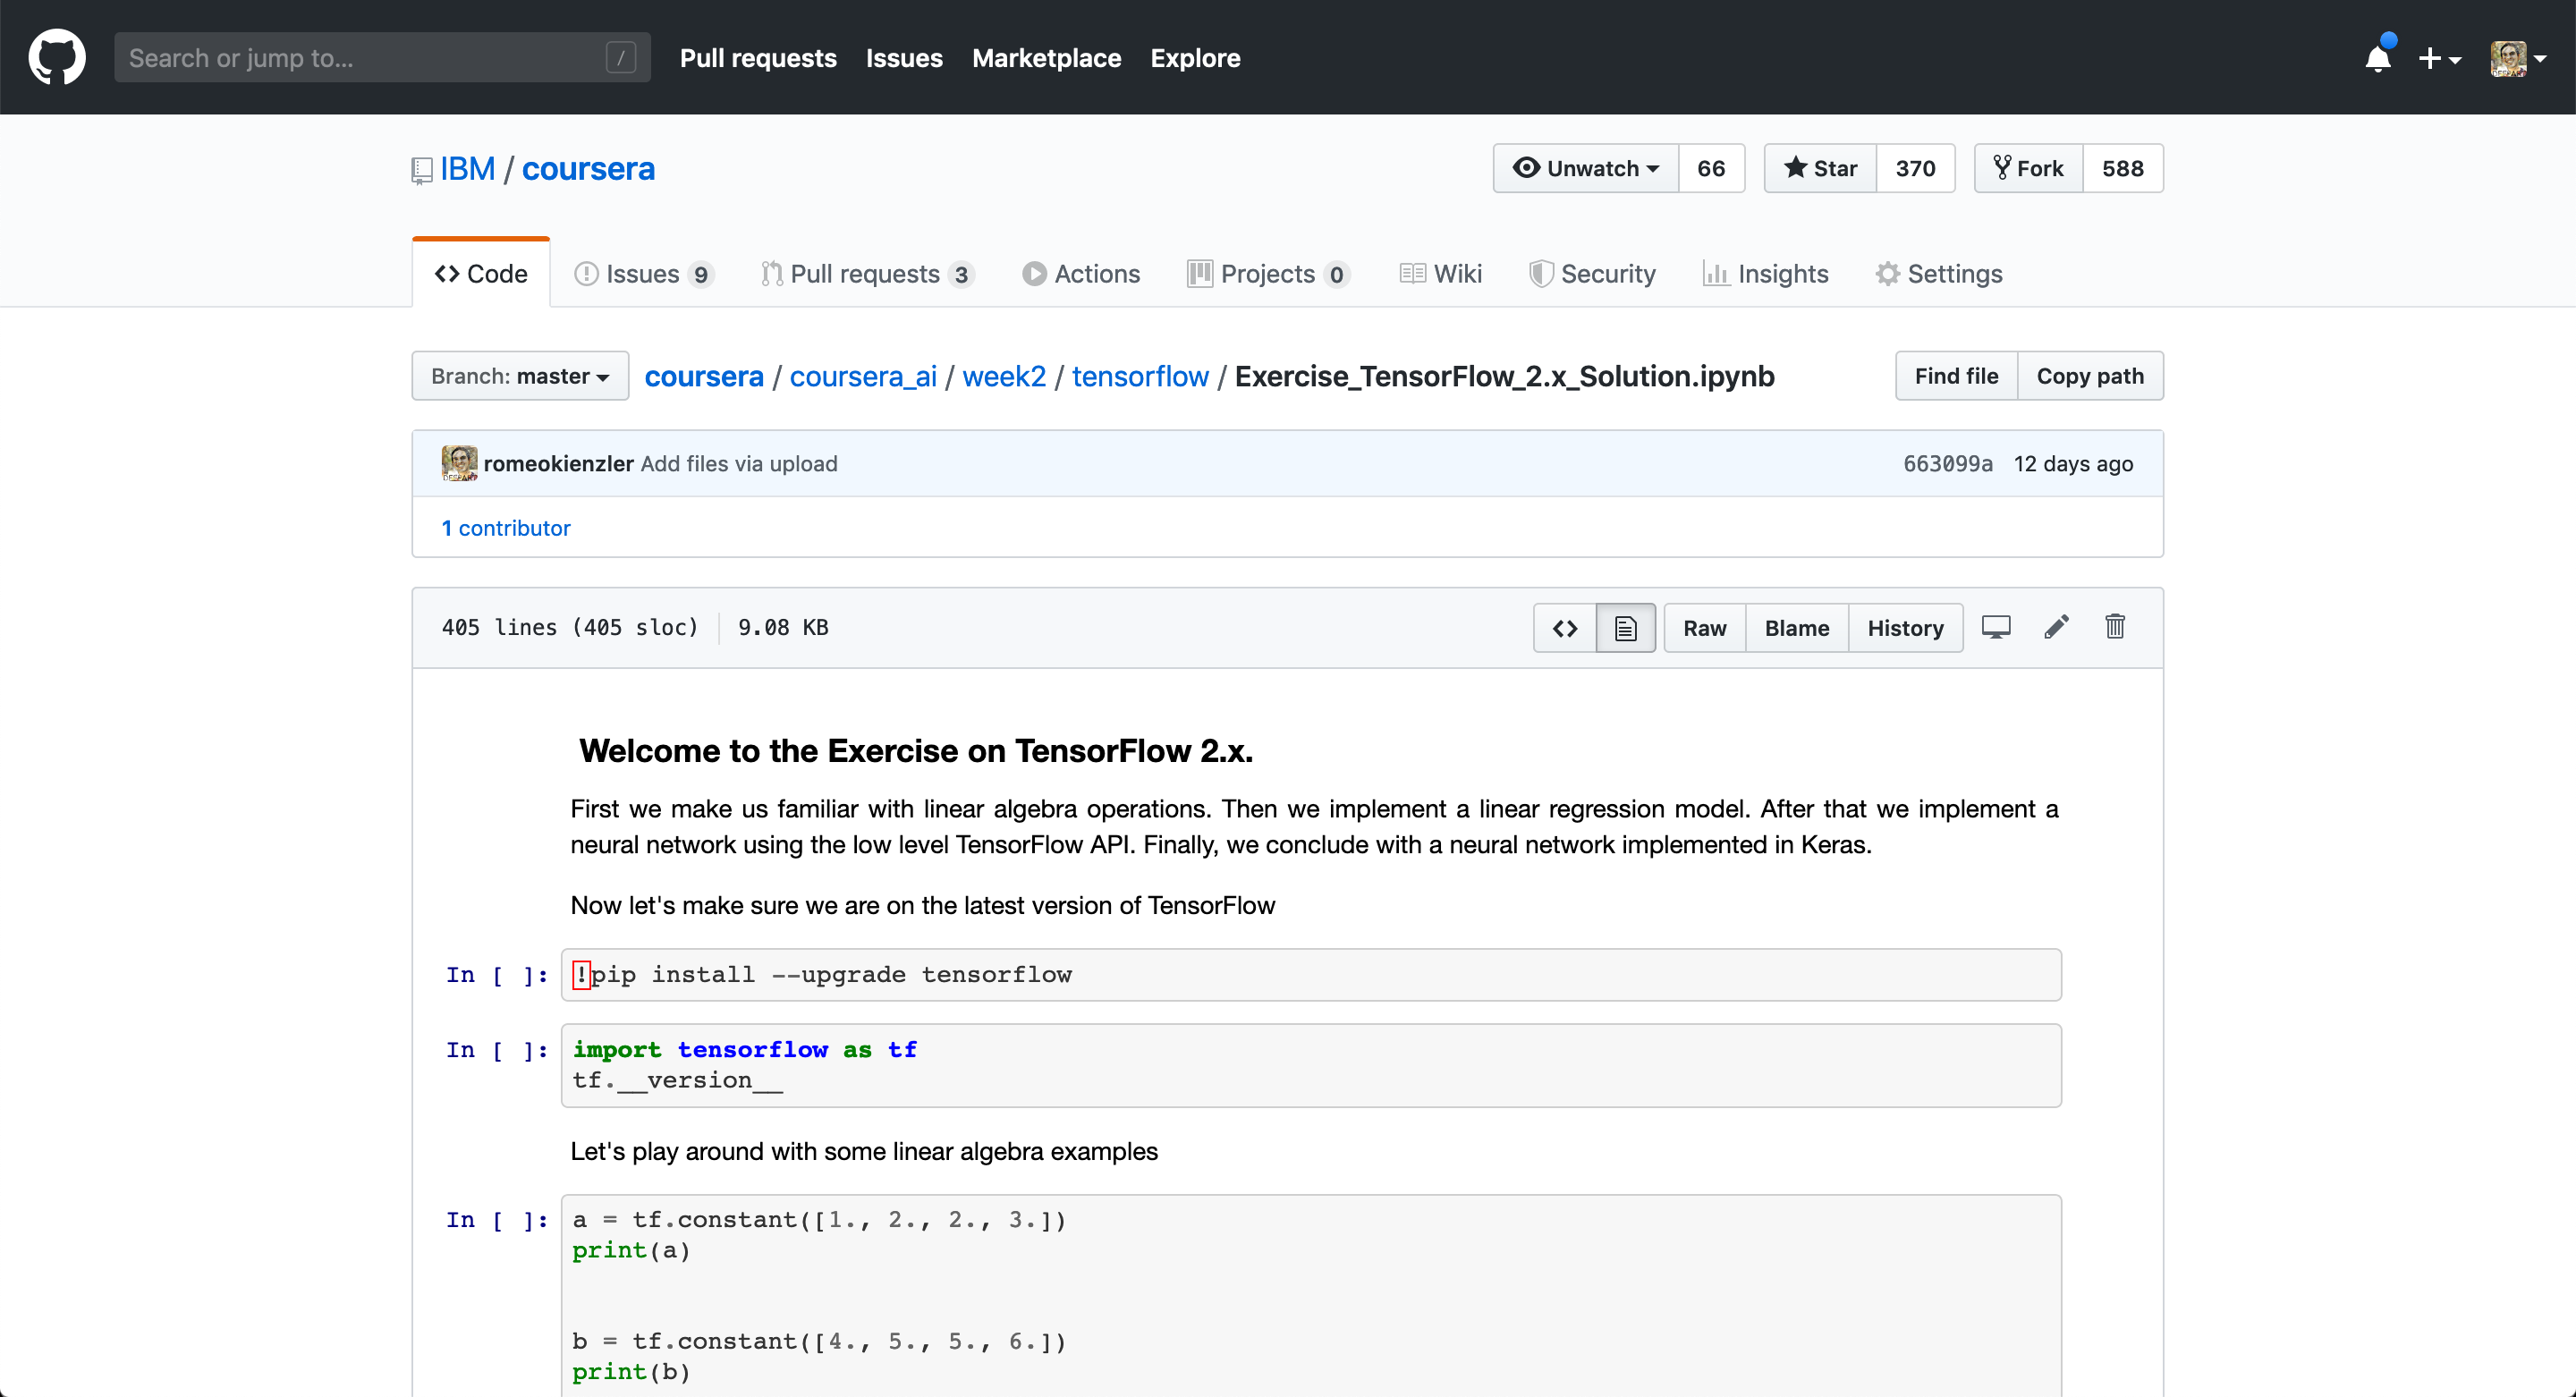 Search or jump to... /
Pull requests Issues Marketplace Explore
IBM / coursera
Unwatch 66 Star 370 Fork 588
Code Issues 9 Pull requests 3 Actions Projects 0 Wiki Security Insights Settings
Branch: master coursera / coursera_ai / week2 / tensorflow / Exercise_TensorFlow_2.x_Solution.ipynb Find file Copy path
romeokienzler Add files via upload 663099a 12 days ago
1 contributor
405 lines (405 sloc) 9.08 KB <> Raw Blame History
Welcome to the Exercise on TensorFlow 2.x.
First we make us familiar with linear algebra operations. Then we implement a linear regression model. After that we implement a
neural network using the low level TensorFlow API. Finally, we conclude with a neural network implemented in Keras.
Now let's make sure we are on the latest version of TensorFlow
In [ ]: !pip install --upgrade tensorflow
In [ ]: import tensorflow as tf
tf.__version__
Let's play around with some linear algebra examples
In [ ]: a = tf.constant([1., 2., 2., 3.])
print(a)
b = tf.constant([4., 5., 5., 6.])
print(b)